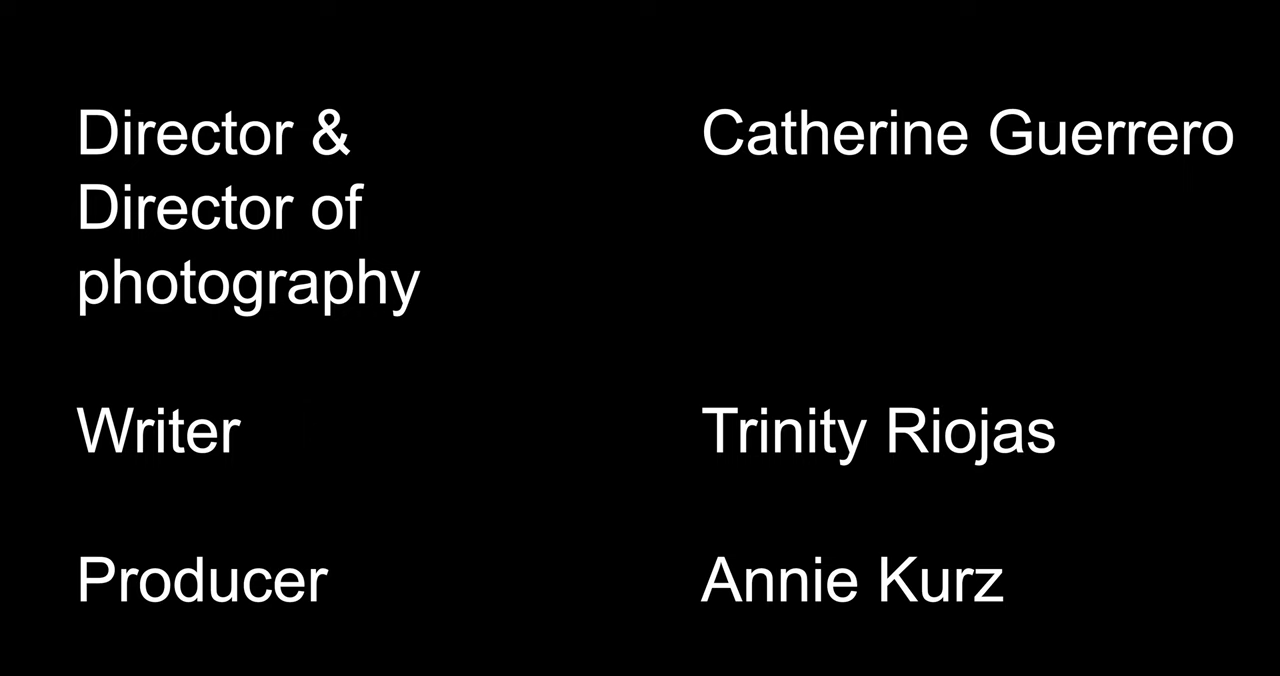 Director & Catherine Guerrero
Director of
photography
Writer Trinity Riojas
Producer Annie Kurz